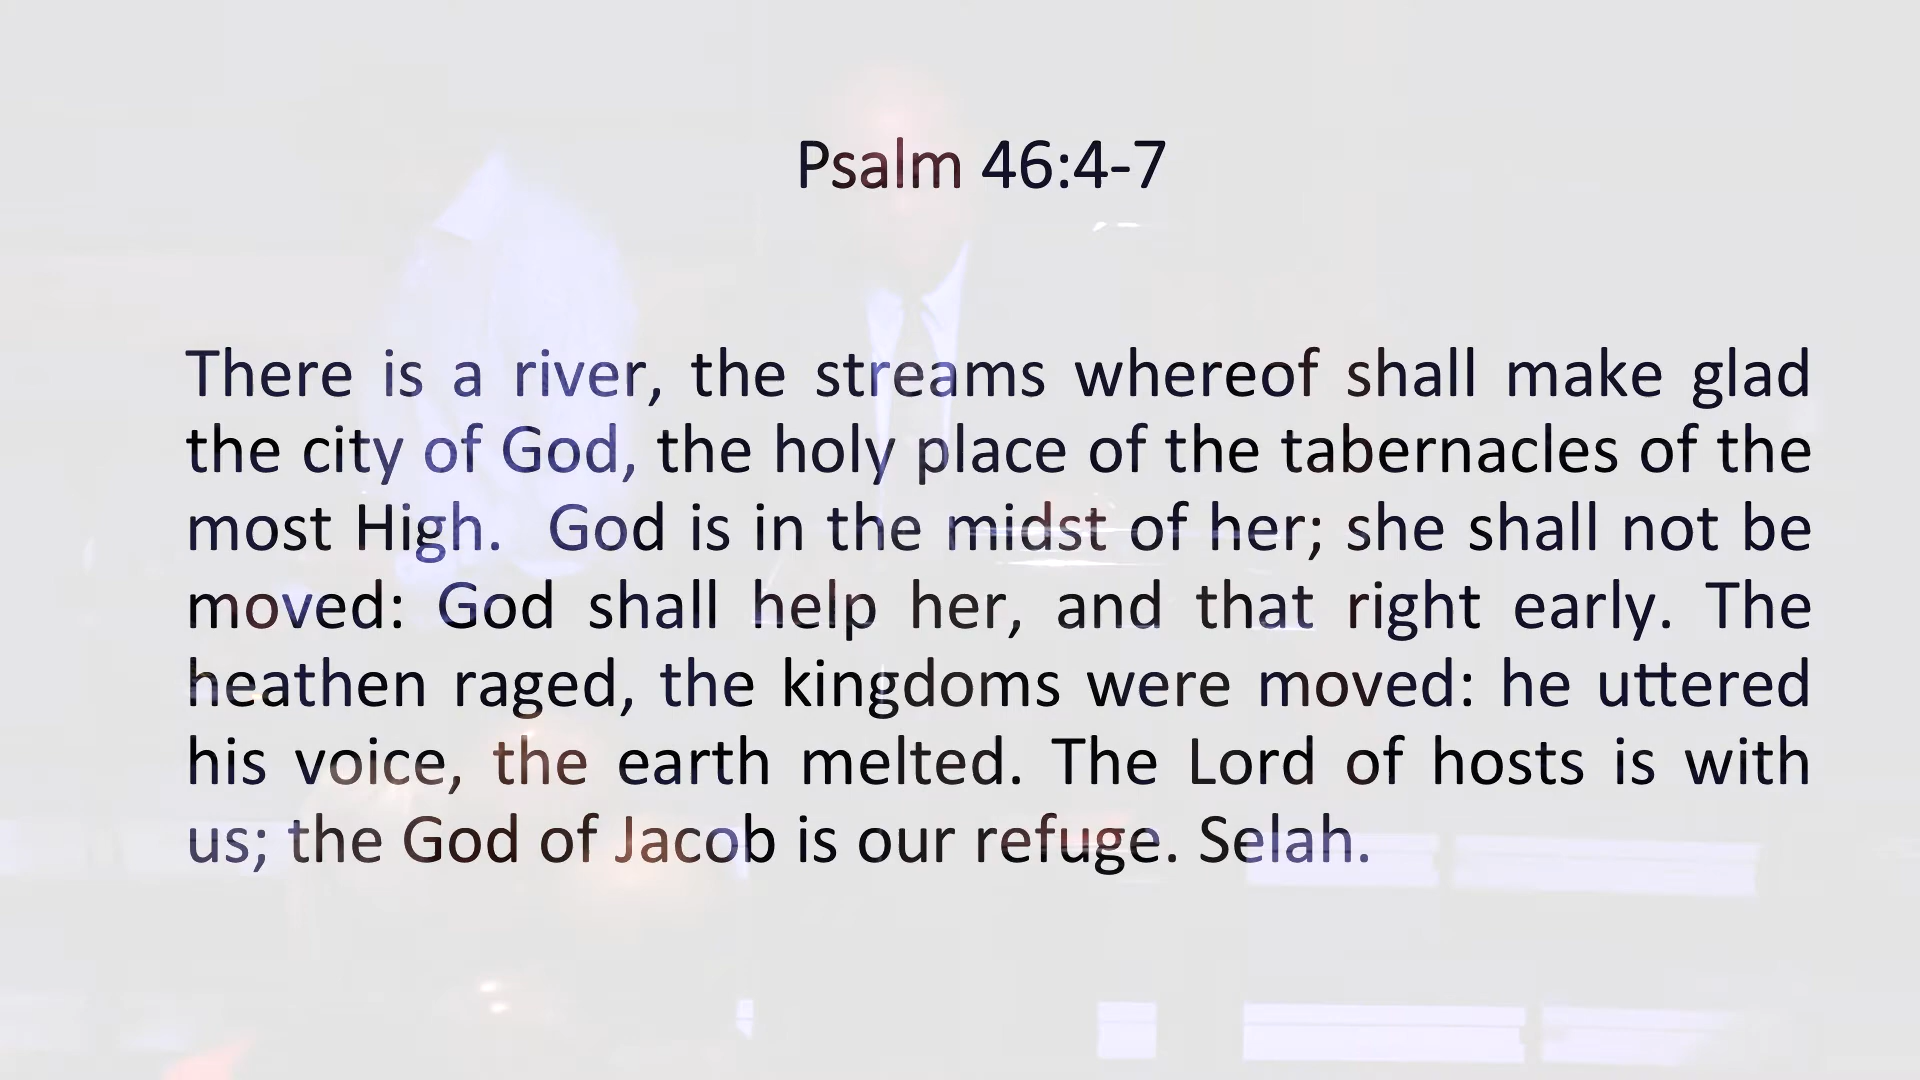 Psalm 46:4-7
There is a river, the streams whereof shall make glad
the city of God, the holy place of the tabernacles of the
most High.  God is in the midst of her; she shall not be
moved: God shall help her, and that right early. The
heathen raged, the kingdoms were moved: he uttered
his voice, the earth melted. The Lord of hosts is with
us; the God of Jacob is our refuge. Selah.